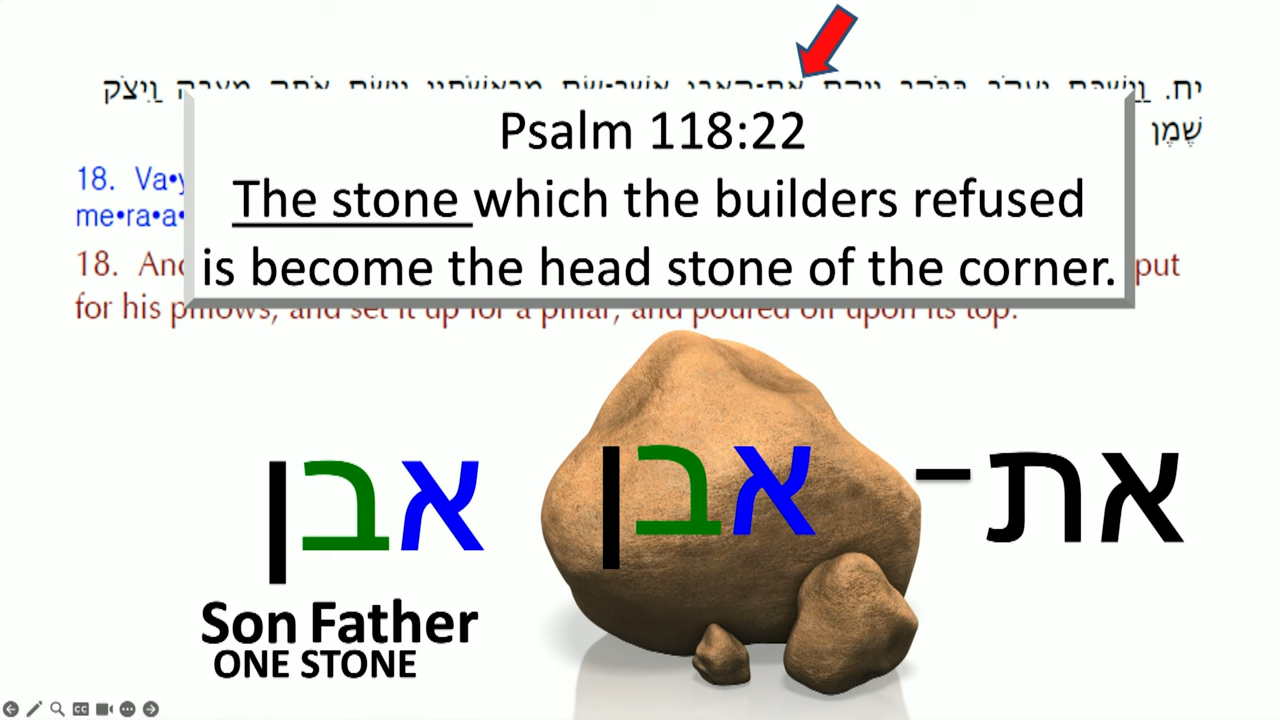 יח. וַיִּצֹק
שֶׁמֶן
Psalm 118:22
The stone which the builders refused
is become the head stone of the corner.
18. 
me•ra•a•
18. put
for his pillows, and set it up for a pillar, and poured oil upon its top.
את־ אבן אבן
Son Father
ONE STONE
CC